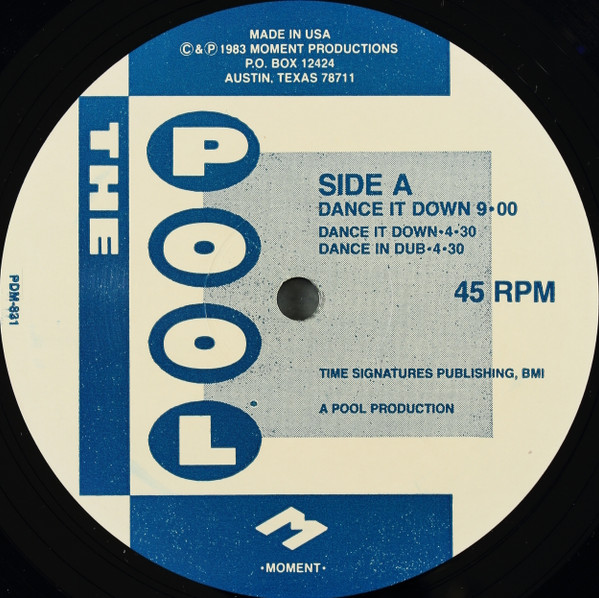 MADE IN USA
©&℗1983 MOMENT PRODUCTIONS
P.O. BOX 12424
AUSTIN, TEXAS 78711
THE
POOL
SIDE A
DANCE IT DOWN 9•00
DANCE IT DOWN•4•30
DANCE IN DUB•4•30
45 RPM
PDM-831
TIME SIGNATURES PUBLISHING, BMI
A POOL PRODUCTION
M
•MOMENT•